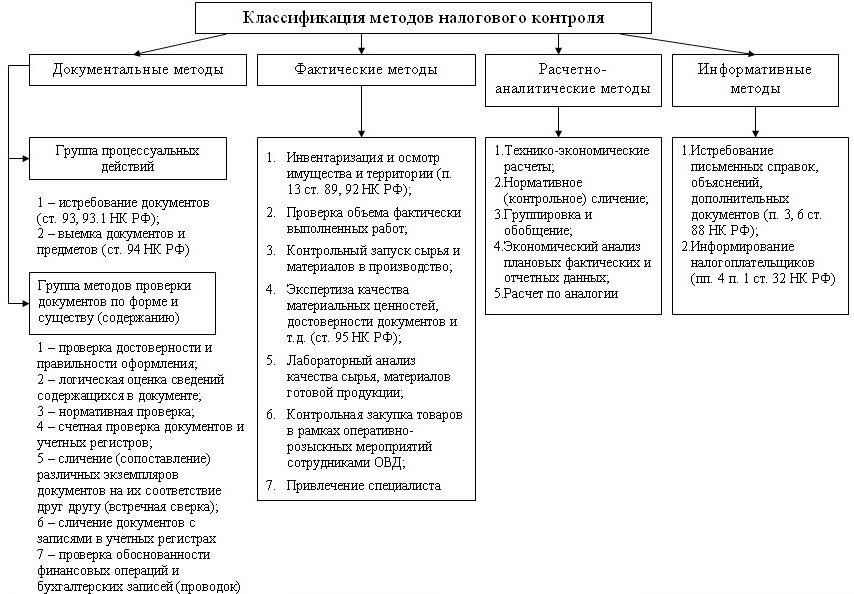 Классификация методов налогового контроля
Документальные методы
Группа процессуальных
действий
1 – истребование документов
(ст. 93, 93.1 НК РФ);
2 – выемка документов и
предметов (ст. 94 НК РФ)
Группа методов проверки
документов по форме и
существу (содержанию)
1 – проверка достоверности и
правильности оформления;
2 – логическая оценка сведений
содержащихся в документе;
3 – нормативная проверка;
4 – счетная проверка документов и
учетных регистров;
5 – сличение (сопоставление)
различных экземпляров
документов на их соответствие
друг другу (встречная сверка);
6 – сличение документов с
записями в учетных регистрах
7 – проверка обоснованности
финансовых операций и
бухгалтерских записей (проводок)
Фактические методы
1. Инвентаризация и осмотр
имущества и территории (п.
13 ст. 89, 92 НК РФ);
2. Проверка объема фактически
выполненных работ;
3. Контрольный запуск сырья и
материалов в производство;
4. Экспертиза качества
материальных ценностей,
достоверности документов и
т.д. (ст. 95 НК РФ);
5. Лабораторный анализ
качества сырья, материалов
готовой продукции;
6. Контрольная закупка товаров
в рамках оперативно-
розыскных мероприятий
сотрудниками ОВД;
7. Привлечение специалиста
Расчетно-
аналитические методы
1.Технико-экономические
расчеты;
2.Нормативное
(контрольное) сличение;
3.Группировка и
обобщение;
4.Экономический анализ
плановых фактических и
отчетных данных;
5.Расчет по аналогии
Информативные
методы
1.Истребование
письменных справок,
объяснений,
дополнительных
документов (п. 3, 6 ст.
88 НК РФ);
2.Информирование
налогоплательщиков
(пп. 4 п. 1 ст. 32 НК РФ)